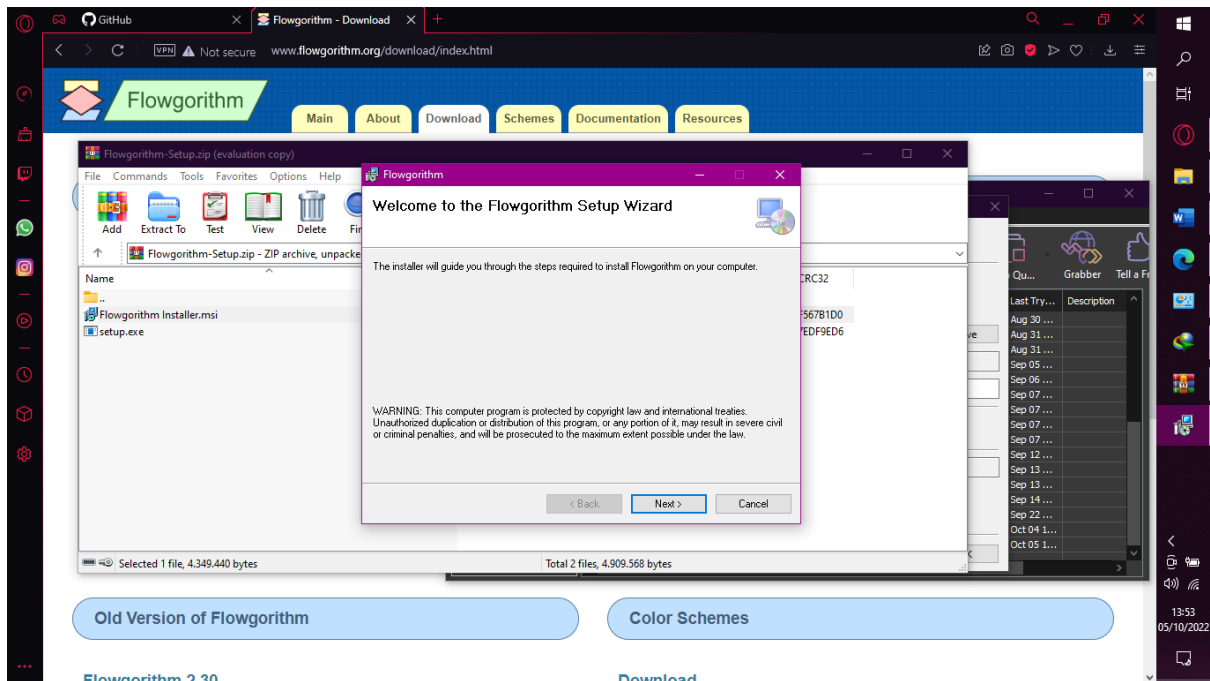 GitHub
Flowgorithm - Download
VPN
Not secure
www.flowgorithm.org/download/index.html
Flowgorithm
Main
About
Download
Schemes
Documentation
Resources
Flowgorithm-Setup.zip (evaluation copy)
File Commands Tools Favorites Options Help
Add
Extract To
Test
View
Delete
Flowgorithm-Setup.zip - ZIP archive, unpacke
Name
CRC32
..
Flowgorithm Installer.msi
F567B1D0
setup.exe
7EDF9ED6
Selected 1 file, 4.349.440 bytes
Total 2 files, 4.909.568 bytes
Flowgorithm
Welcome to the Flowgorithm Setup Wizard
The installer will guide you through the steps required to install Flowgorithm on your computer.
WARNING: This computer program is protected by copyright law and international treaties.
Unauthorized duplication or distribution of this program, or any portion of it, may result in severe civil
or criminal penalties, and will be prosecuted to the maximum extent possible under the law.
< Back
Next >
Cancel
Qu...
Grabber
Tell a Fr
Last Try...
Description
Aug 30 ...
Aug 31 ...
Aug 31 ...
Sep 05 ...
Sep 06 ...
Sep 07 ...
Sep 07 ...
Sep 07 ...
Sep 07 ...
Sep 12 ...
Sep 13 ...
Sep 13 ...
Sep 14 ...
Sep 22 ...
Oct 04 1...
Oct 05 1...
Old Version of Flowgorithm
Color Schemes
Flowgorithm 2.30
Download
13:53
05/10/2022